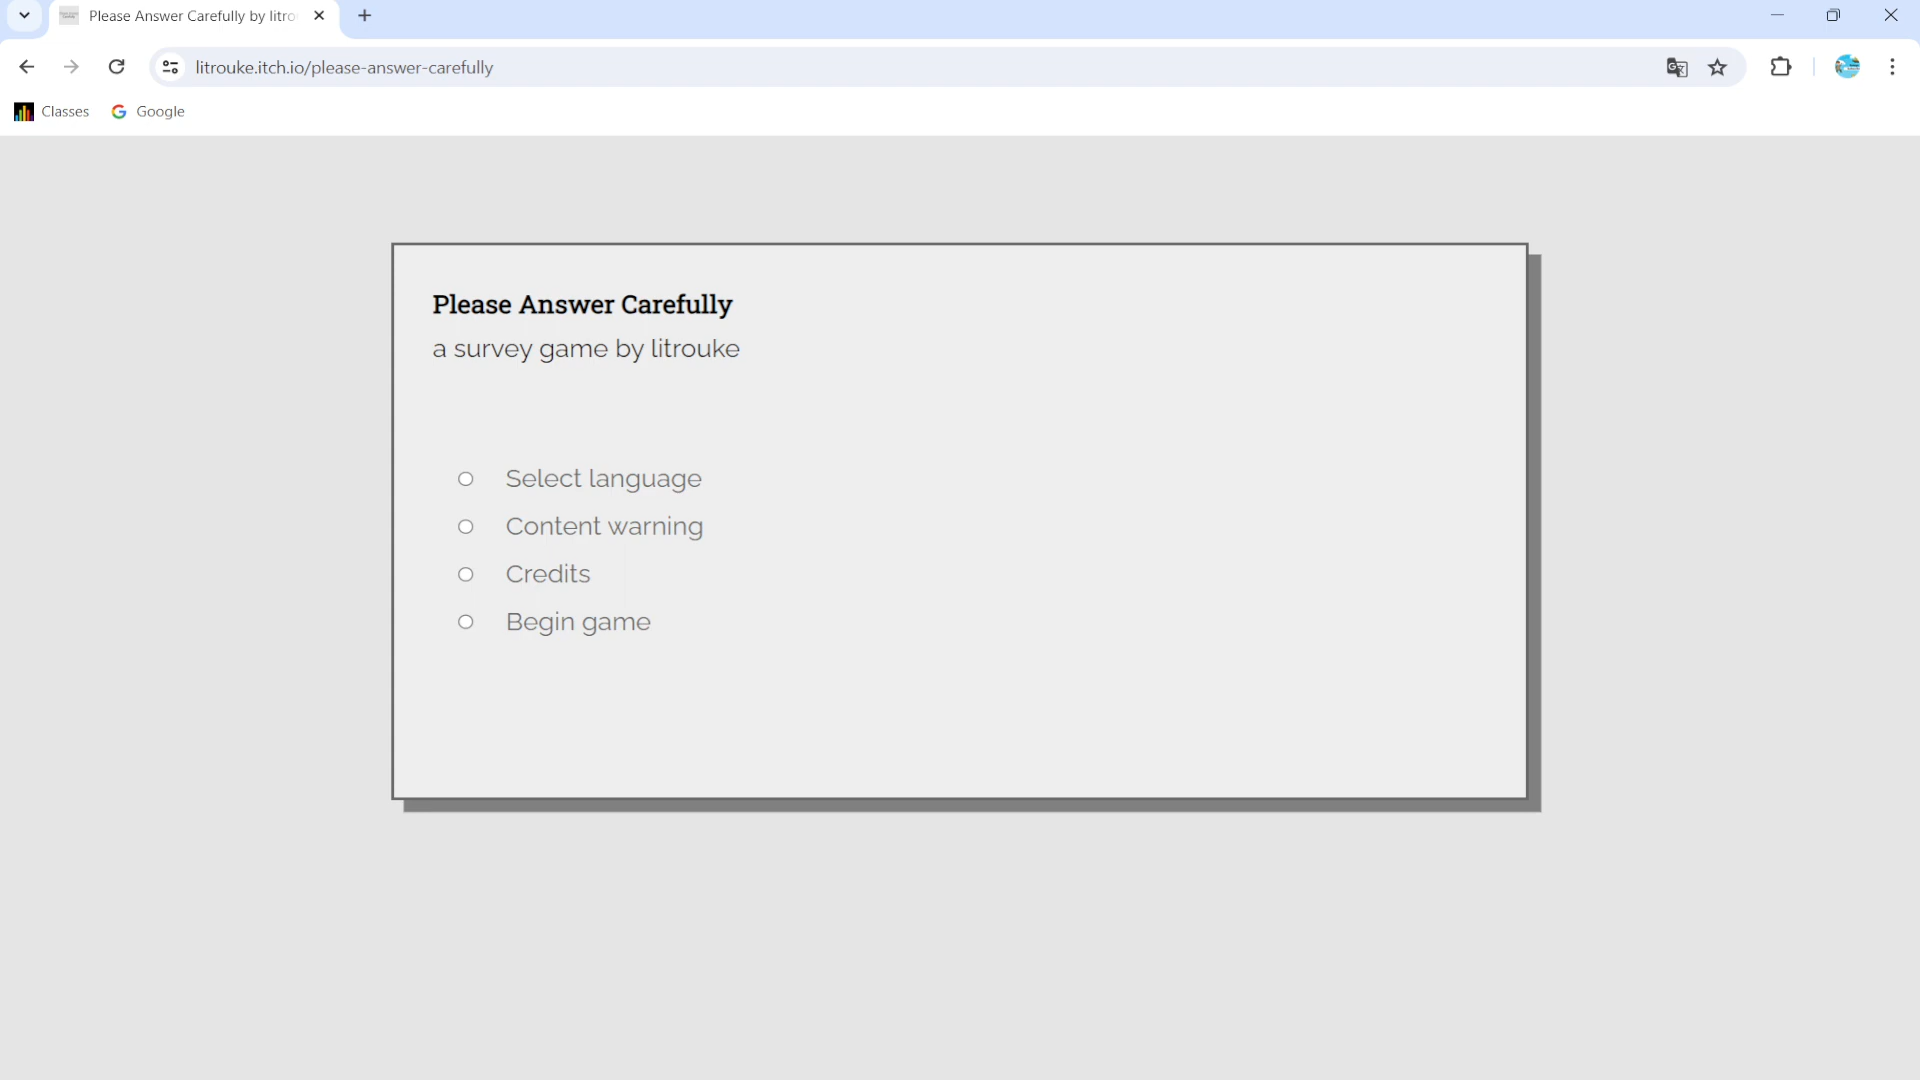 Please Answer Carefully by litro
litrouke.itch.io/please-answer-carefully
Classes
Google
Please Answer Carefully
a survey game by litrouke
Select language
Content warning
Credits
Begin game